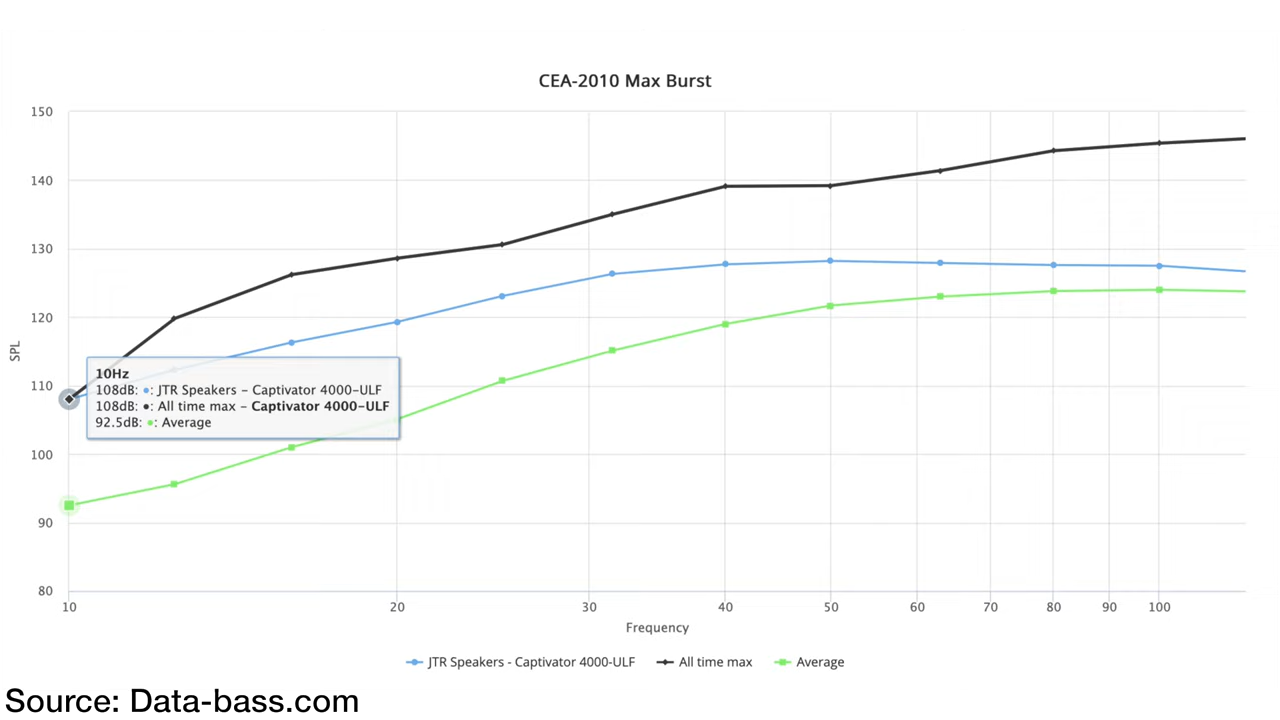 CEA-2010 Max Burst
150
140
130
120
110
100
90
80
SPL
10Hz
108dB: ●: JTR Speakers – Captivator 4000-ULF
108dB: ●: All time max – Captivator 4000-ULF
92.5dB: ●: Average
10 20 30 40 50 60 70 80 90 100
Frequency
JTR Speakers - Captivator 4000-ULF All time max Average
Source: Data-bass.com